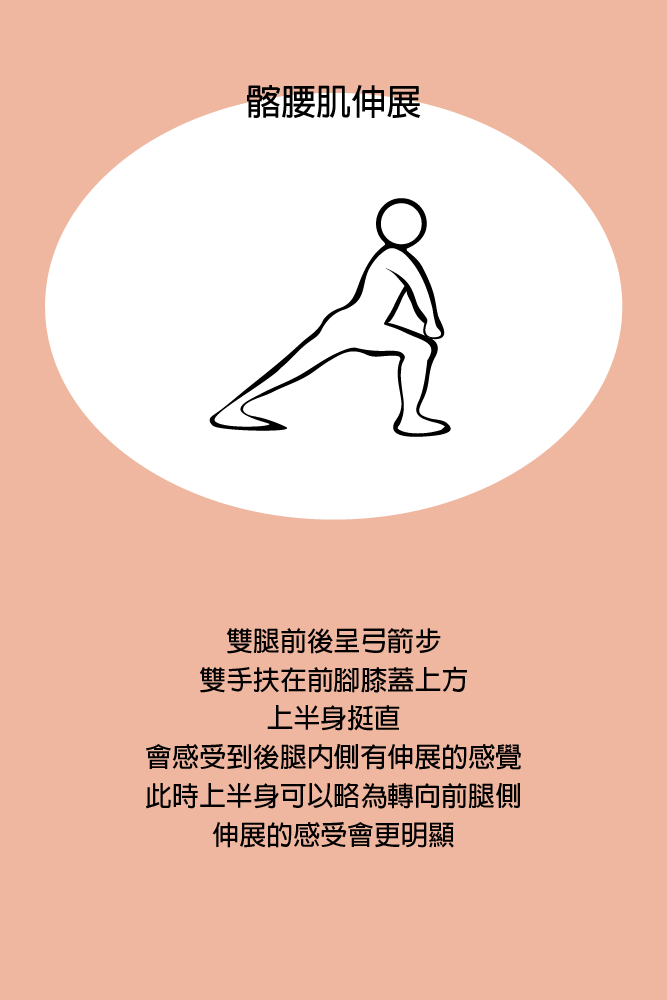 髂腰肌伸展
雙腿前後呈弓箭步
雙手扶在前腳膝蓋上方
上半身挺直
會感受到後腿内側有伸展的感覺
此時上半身可以略為轉向前腿側
伸展的感受會更明顯